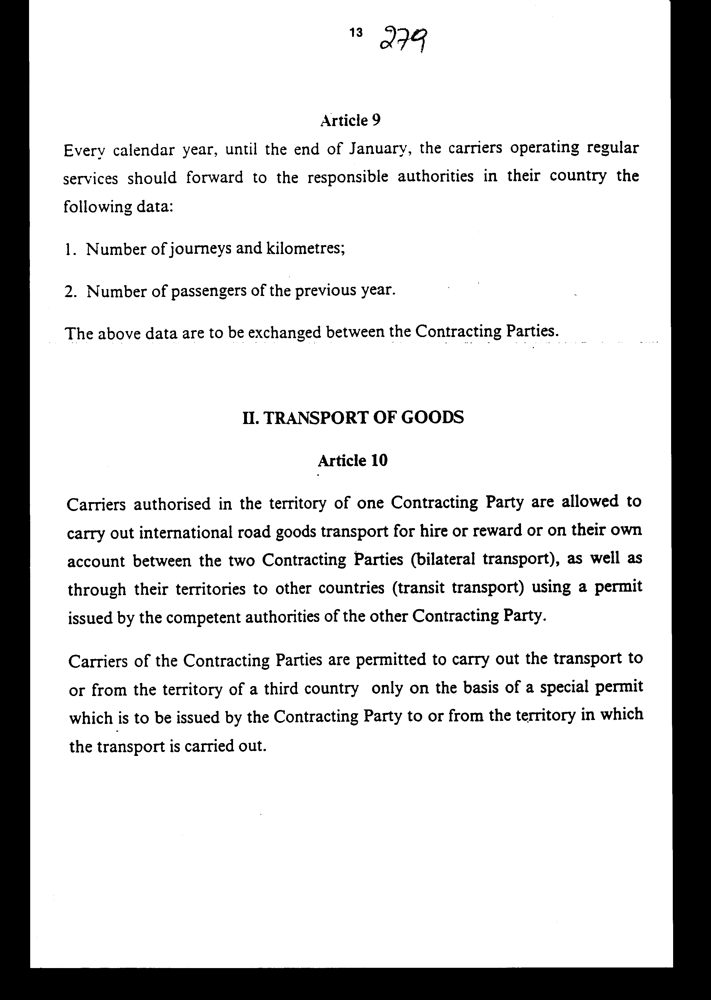 13 279
Article 9
Every calendar year, until the end of January, the carriers operating regular
services should forward to the responsible authorities in their country the
following data:
1. Number of journeys and kilometres;
2. Number of passengers of the previous year.
The above data are to be exchanged between the Contracting Parties.
II. TRANSPORT OF GOODS
Article 10
Carriers authorised in the territory of one Contracting Party are allowed to
carry out international road goods transport for hire or reward or on their own
account between the two Contracting Parties (bilateral transport), as well as
through their territories to other countries (transit transport) using a permit
issued by the competent authorities of the other Contracting Party.
Carriers of the Contracting Parties are permitted to carry out the transport to
or from the territory of a third country only on the basis of a special permit
which is to be issued by the Contracting Party to or from the territory in which
the transport is carried out.